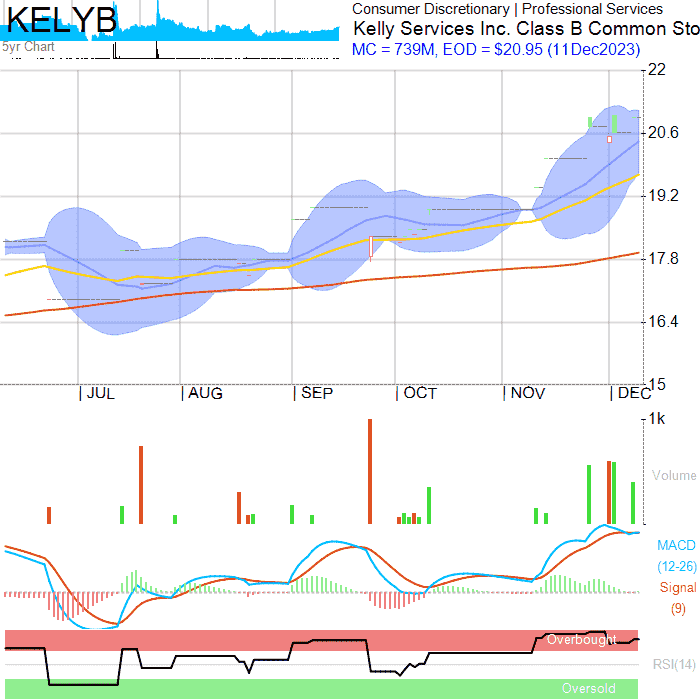 KELYB
5yr Chart
Consumer Discretionary | Professional Services
Kelly Services Inc. Class B Common Sto
MC = 739M, EOD = $20.95 (11Dec2023)
22
20.6
19.2
17.8
16.4
15
| JUL | AUG | SEP | OCT | NOV | DEC
1k
Volume
MACD
(12-26)
Signal
(9)
Overbought
RSI(14)
Oversold